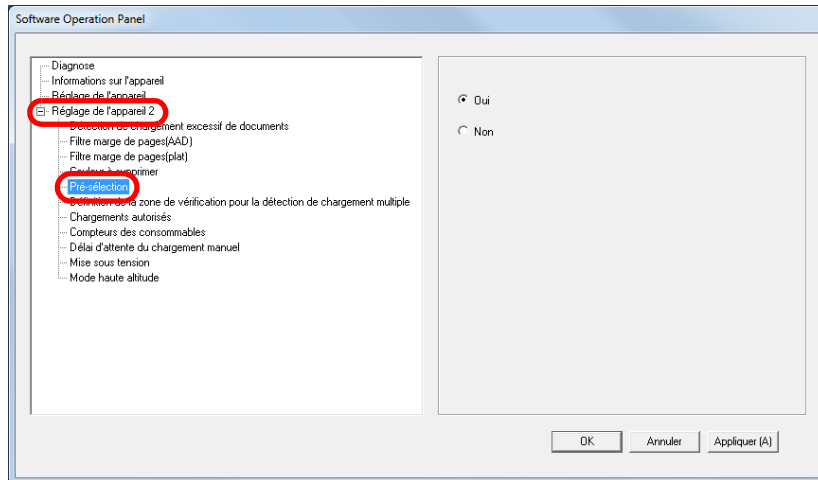 Software Operation Panel
Diagnose
Informations sur l'appareil
Réglage de l'appareil
Réglage de l'appareil 2
Détection de chargement excessif de documents
Filtre marge de pages(AAD)
Filtre marge de pages(plat)
Couleur à supprimer
Pré-sélection
Définition de la zone de vérification pour la détection de chargement multiple
Chargements autorisés
Compteurs des consommables
Délai d'attente du chargement manuel
Mise sous tension
Mode haute altitude
Oui
Non
OK Annuler Appliquer (A)